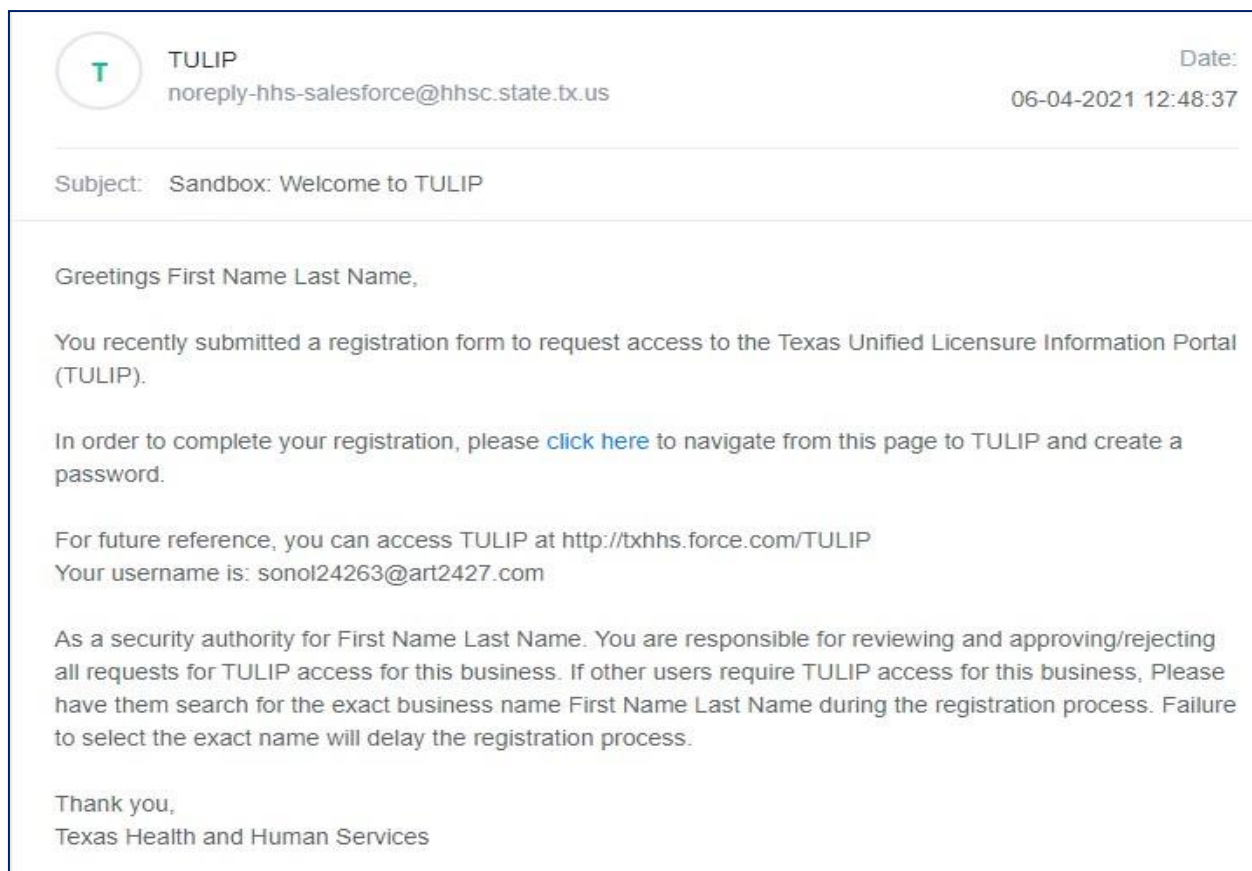 T
TULIP
noreply-hhs-salesforce@hhsc.state.tx.us
Date:
06-04-2021 12:48:37
Subject: Sandbox: Welcome to TULIP
Greetings First Name Last Name,
You recently submitted a registration form to request access to the Texas Unified Licensure Information Portal
(TULIP).
In order to complete your registration, please click here to navigate from this page to TULIP and create a
password.
For future reference, you can access TULIP at http://txhhs.force.com/TULIP
Your username is: sonol24263@art2427.com
As a security authority for First Name Last Name. You are responsible for reviewing and approving/rejecting
all requests for TULIP access for this business. If other users require TULIP access for this business, Please
have them search for the exact business name First Name Last Name during the registration process. Failure
to select the exact name will delay the registration process.
Thank you,
Texas Health and Human Services